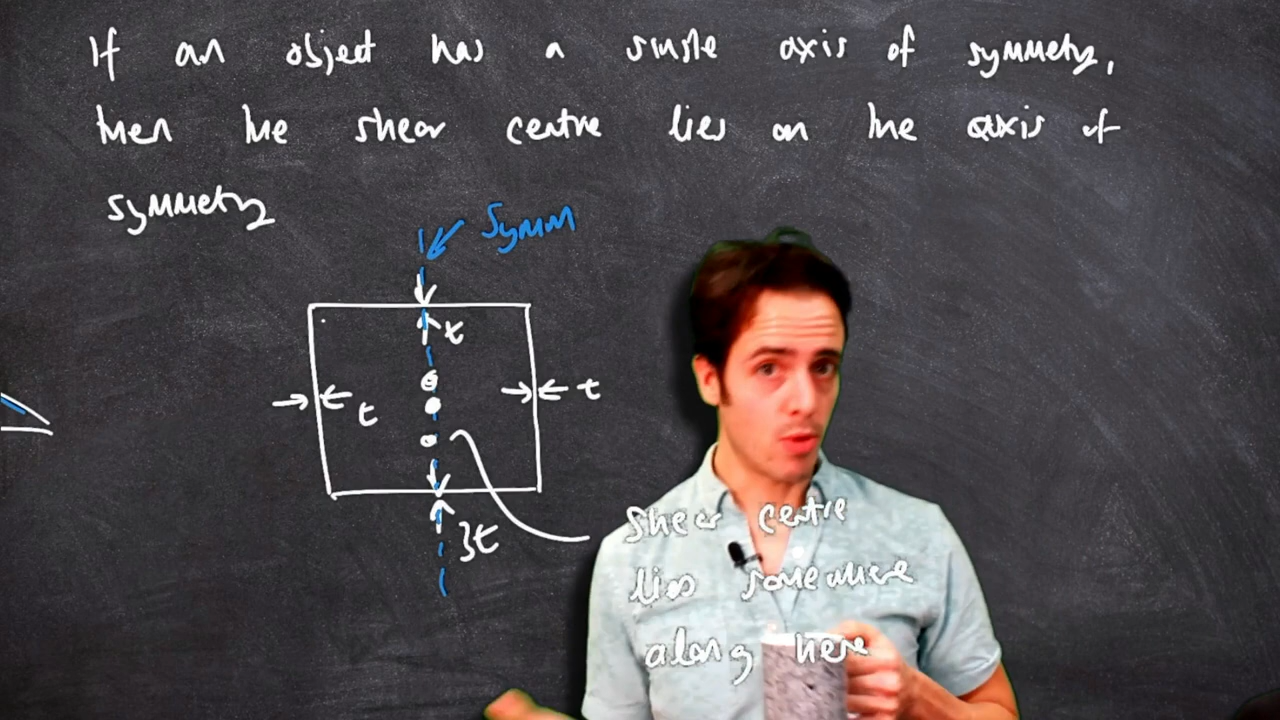 If an object has a single axis of symmetry,
then the shear centre lies on the axis of
symmetry
Symm
t
t
t
3t
shear centre
lies somewhere
along here